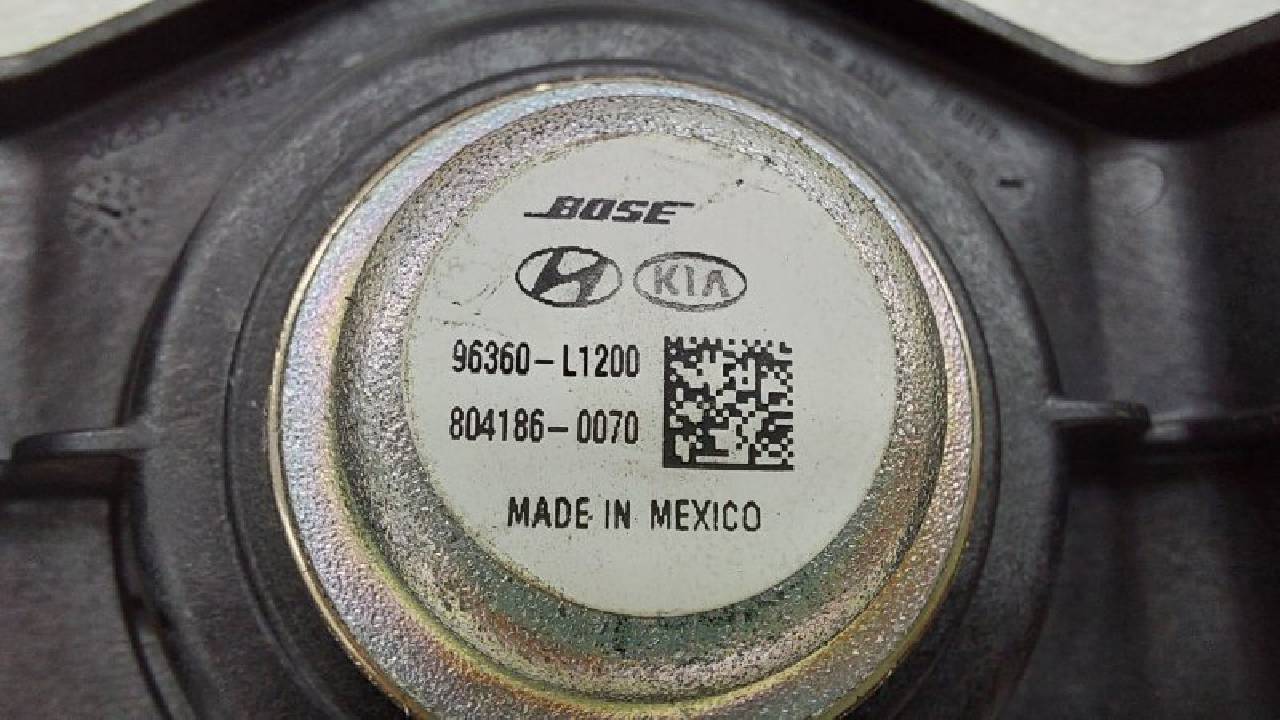 BOSE
KIA
96360-L1200
804186-0070
MADE IN MEXICO